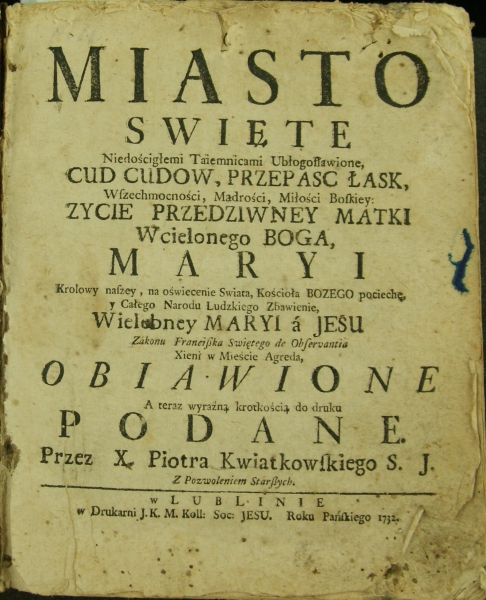 MIASTO
SWIĘTE
Niedościgłemi Taiemnicami Ubłogoſławione,
CUD CUDOW, PRZEPASC ŁASK,
Wſzechmocności, Mądrości, Miłości Boſkiey:
ZYCIE PRZEDZIWNEY MATKI
Wcielonego BOGA,
MARYI
Krolowy naſzey, na oświecenie Swiata, Kościoła BOZEGO pociechę,
y Całego Narodu Ludzkiego Zbawienie,
Wielebney MARYI á JESU
Zakonu Franciſzka Swiętego de Obſervantia
Xieni w Mieście Agreda,
OBIAWIONE
A teraz wyraźną krotkością do druku
PODANE.
Przez X. Piotra Kwiatkowſkiego S. J.
Z Pozwoleniem Starſzych.
w LUBLINIE
w Drukarni J. K. M. Koll: Soc: JESU. Roku Pańſkiego 1732.